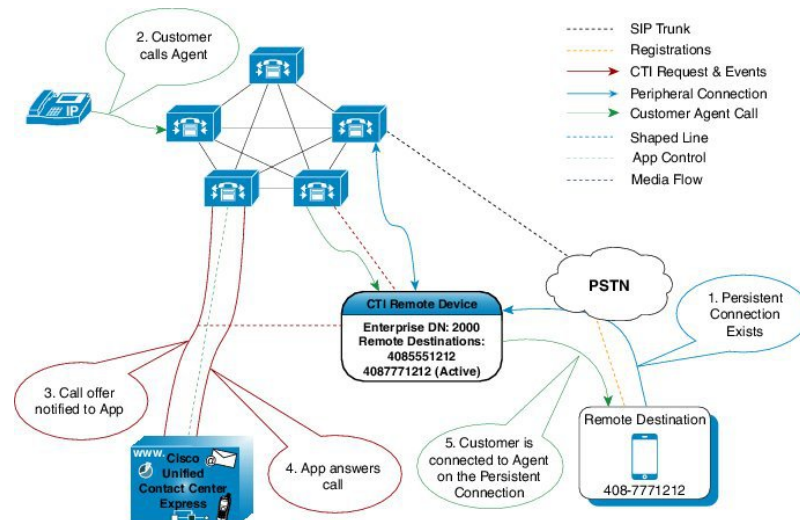 2. Customer
calls Agent
IP
SIP Trunk
Registrations
CTI Request & Events
Peripheral Connection
Customer Agent Call
Shaped Line
App Control
Media Flow
PSTN
1. Persistent
Connection
Exists
CTI Remote Device
Enterprise DN: 2000
Remote Destinations:
4085551212
4087771212 (Active)
3. Call offer
notified to App
4. App answers
call
5. Customer is
connected to Agent
on the Persistent
Connection
Remote Destination
408-7771212
www.
Cisco
Unified
Contact Center
Express